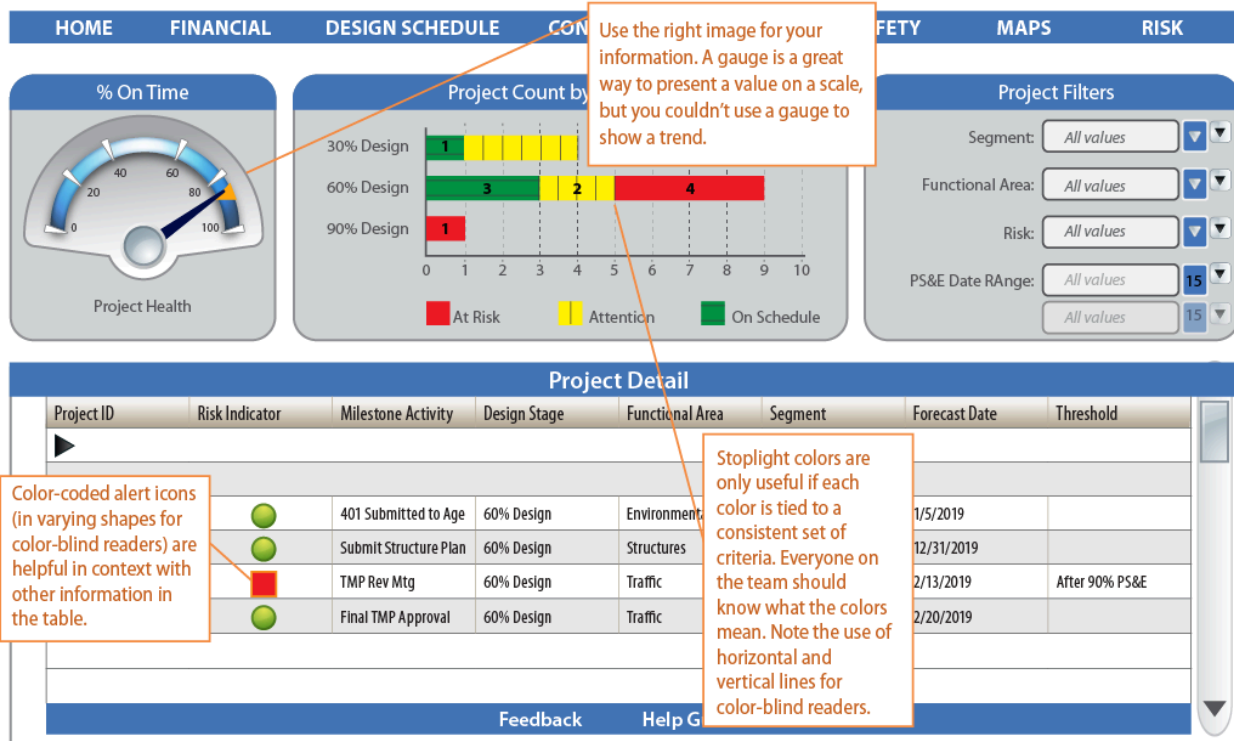 HOME FINANCIAL DESIGN SCHEDULE CON FETY MAPS RISK
Use the right image for your
information. A gauge is a great
way to present a value on a scale,
but you couldn't use a gauge to
show a trend.
% On Time
0 20 40 60 80 100
Project Health
Project Count by
30% Design 1
60% Design 3 2 4
90% Design 1
0 1 2 3 4 5 6 7 8 9 10
At Risk Attention On Schedule
Project Filters
Segment: All values
Functional Area: All values
Risk: All values
PS&E Date RAnge: All values 15
All values 15
Project Detail
Project ID Risk Indicator Milestone Activity Design Stage Functional Area Segment Forecast Date Threshold
Color-coded alert icons
(in varying shapes for
color-blind readers) are
helpful in context with
other information in
the table.
401 Submitted to Age 60% Design Environmenta 1/5/2019
Submit Structure Plan 60% Design Structures 12/31/2019
TMP Rev Mtg 60% Design Traffic 2/13/2019 After 90% PS&E
Final TMP Approval 60% Design Traffic 2/20/2019
Stoplight colors are
only useful if each
color is tied to a
consistent set of
criteria. Everyone on
the team should
know what the colors
mean. Note the use of
horizontal and
vertical lines for
color-blind readers.
Feedback Help G